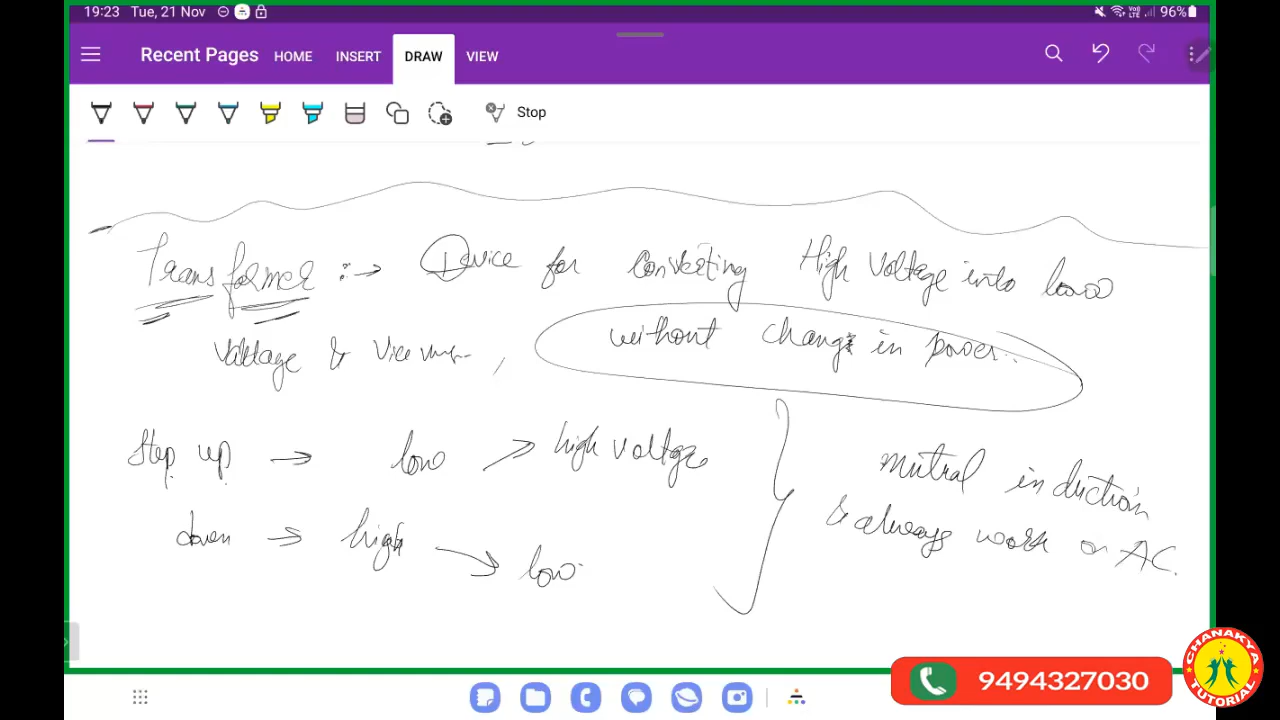 19:23 Tue, 21 Nov
96%
Recent Pages HOME INSERT DRAW VIEW
Stop
Transformer :→ Device for converting High Voltage into low
Valtage & Vice versa, without change in power..
Step up → low → high voltage
down → high → low
mutral induction
& always work on AC.
9494327030
CHANAKYA TUTORIAL